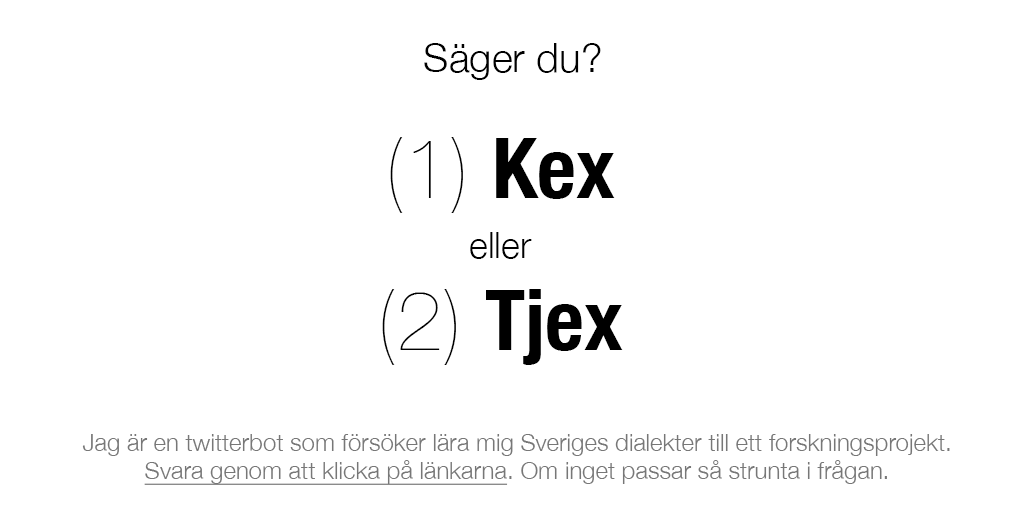 Säger du?
(1) Kex
eller
(2) Tjex
Jag är en twitterbot som försöker lära mig Sveriges dialekter till ett forskningsprojekt.
Svara genom att klicka på länkarna. Om inget passar så strunta i frågan.